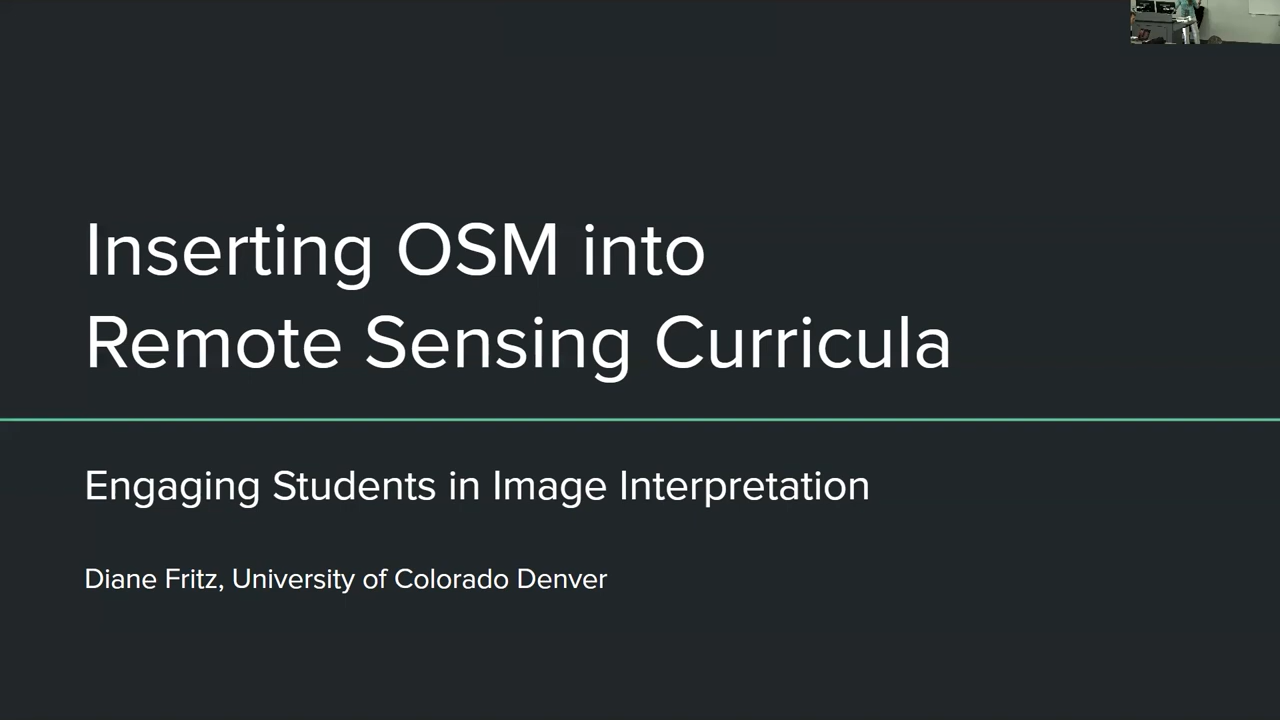 Inserting OSM into
Remote Sensing Curricula
Engaging Students in Image Interpretation
Diane Fritz, University of Colorado Denver